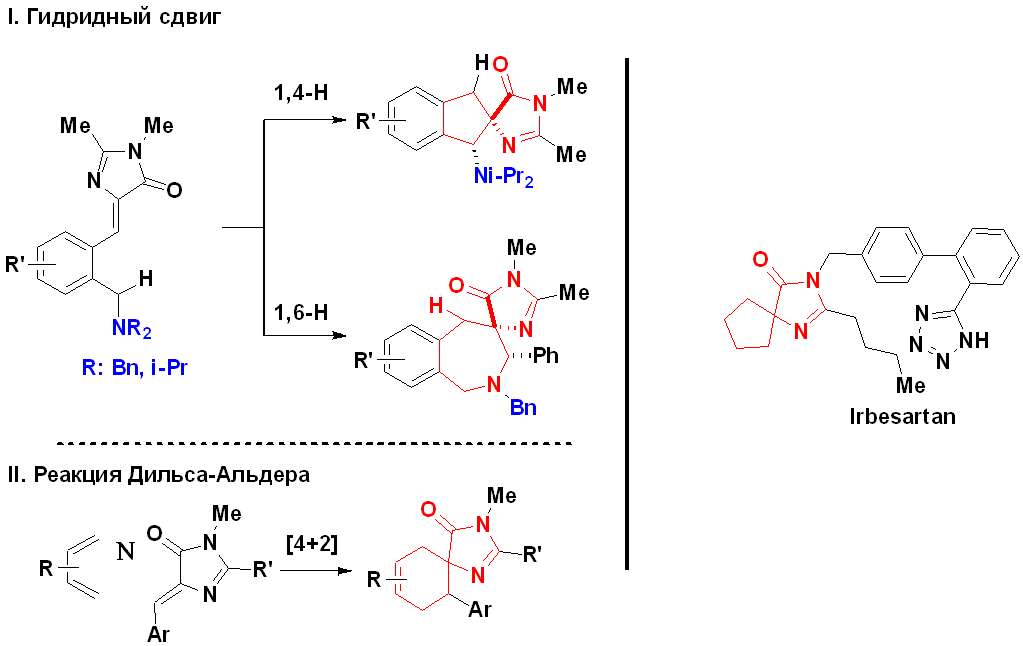 I. Гидридный сдвиг
H
O
Me
N
1,4-H
R'
N
Me
Ni-Pr2
Me
Me
N
N
O
R'
H
NR2
R: Bn, i-Pr
1,6-H
Me
O
N
Me
H
N
R'
Ph
N
Bn
O
N
N
N
N
N
NH
Me
Irbesartan
II. Реакция Дильса-Альдера
R
N
O
Me
N
R'
N
Ar
[4+2]
Me
O
N
R'
N
R
Ar